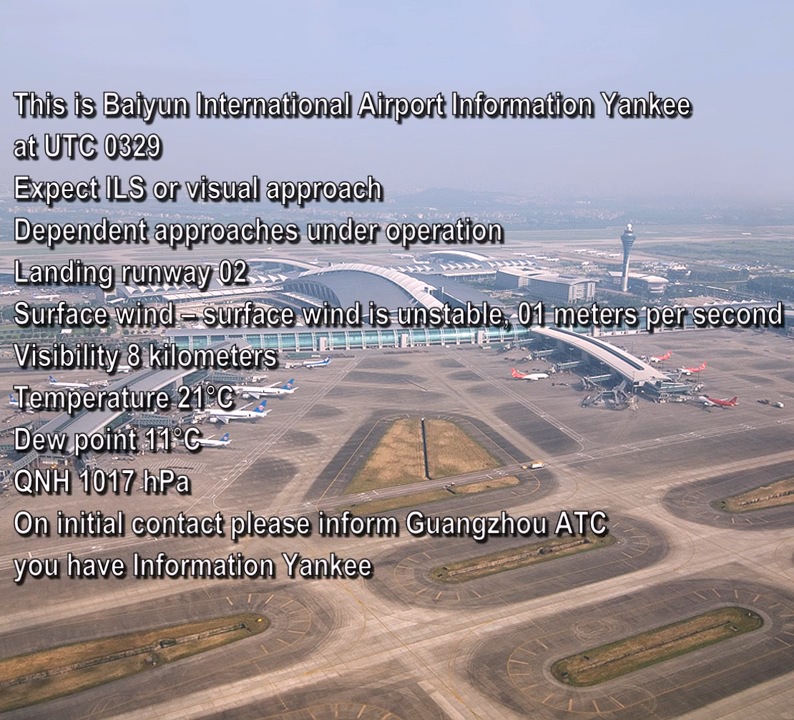 This is Baiyun International Airport Information Yankee
at UTC 0329
Expect ILS or visual approach
Dependent approaches under operation
Landing runway 02
Surface wind – surface wind is unstable, 01 meters per second
Visibility 8 kilometers
Temperature 21°C
Dew point 11°C
QNH 1017 hPa
On initial contact please inform Guangzhou ATC
you have Information Yankee